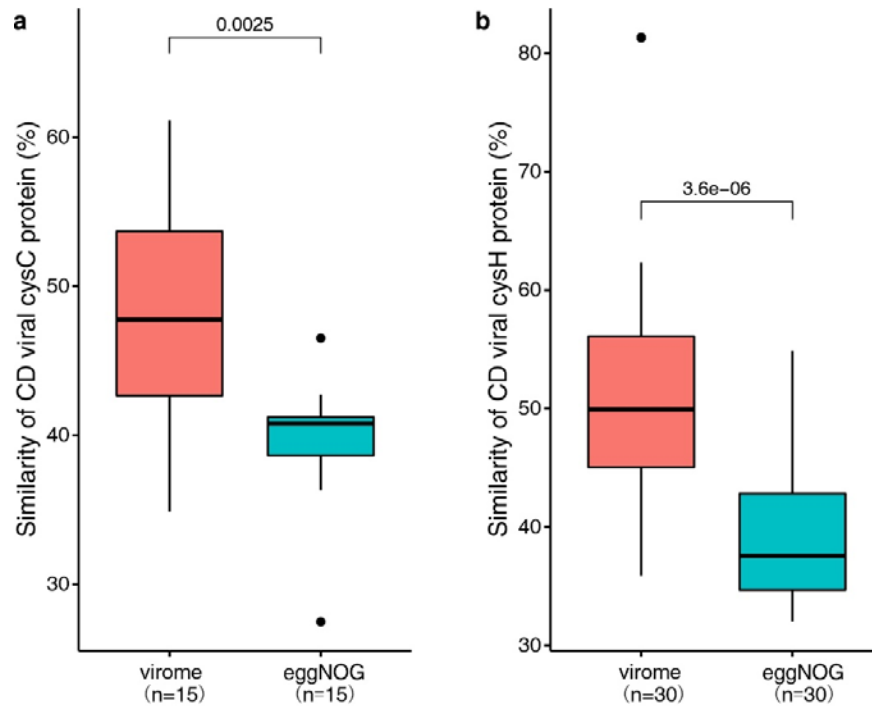 a
0.0025
Similarity of CD viral cysC protein (%)
60
50
40
30
virome
(n=15)
eggNOG
(n=15)
b
3.6e−06
Similarity of CD viral cysH protein (%)
80
70
60
50
40
30
virome
(n=30)
eggNOG
(n=30)